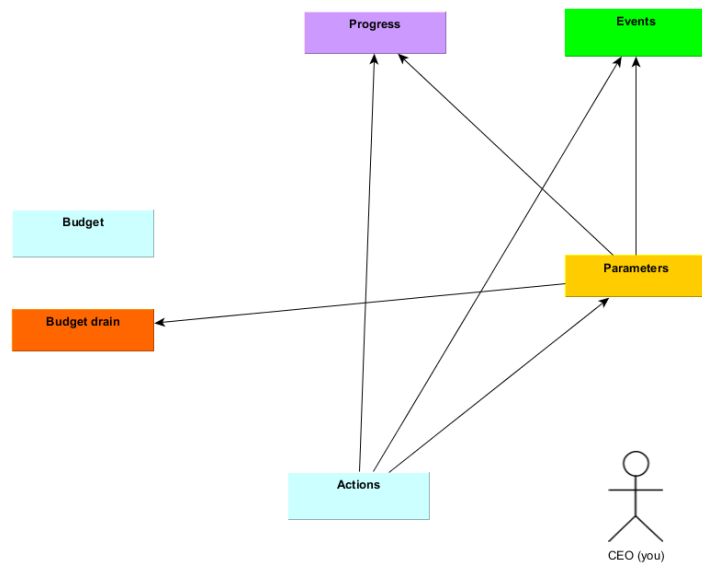 Progress
Events
Budget
Parameters
Budget drain
Actions
CEO (you)